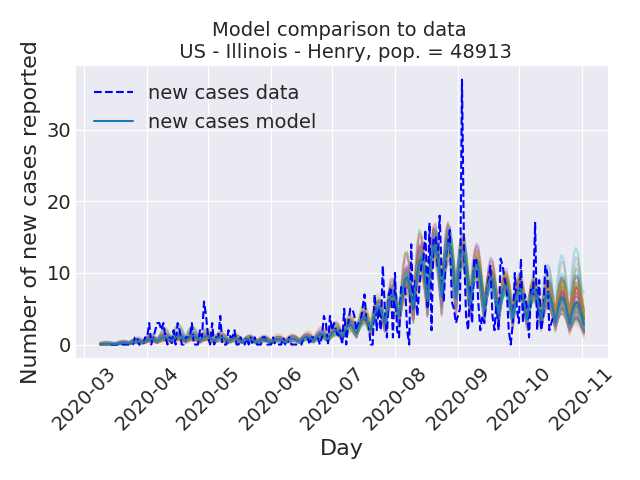 Model comparison to data
US - Illinois - Henry, pop. = 48913
Number of new cases reported
new cases data
new cases model
30
20
10
0
2020-03
2020-04
2020-05
2020-06
2020-07
2020-08
2020-09
2020-10
2020-11
Day